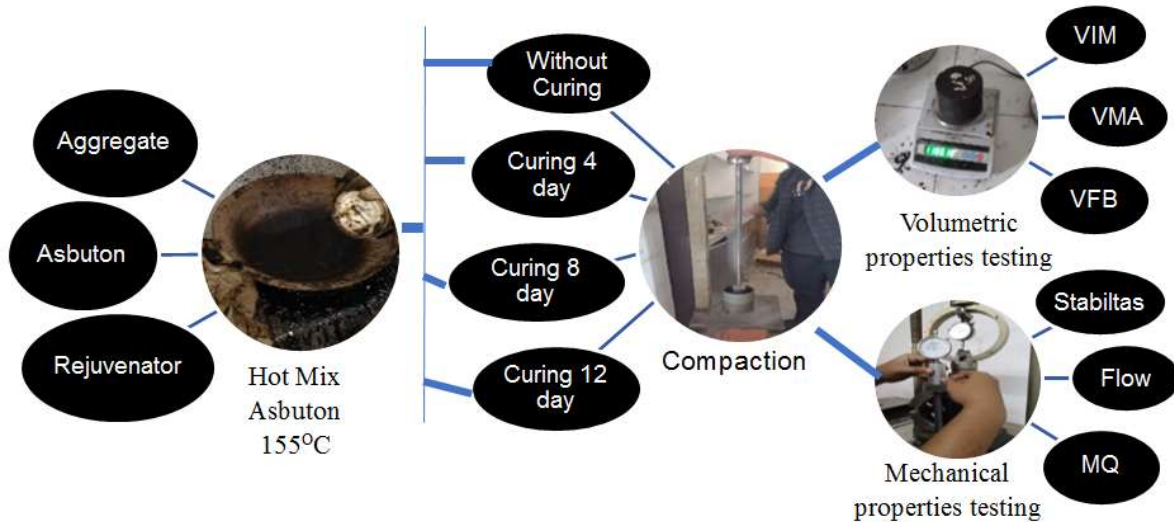 Aggregate
Asbuton
Rejuvenator
Hot Mix
Asbuton
155⁰C
Without
Curing
Curing 4
day
Curing 8
day
Curing 12
day
Compaction
VIM
VMA
VFB
Volumetric
properties testing
Stabiltas
Flow
MQ
Mechanical
properties testing